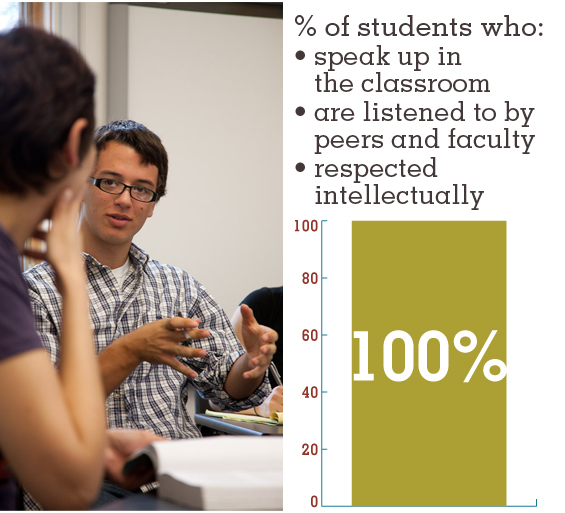 % of students who:
• speak up in
the classroom
• are listened to by
peers and faculty
• respected
intellectually
100
80
60
100%
40
20
0